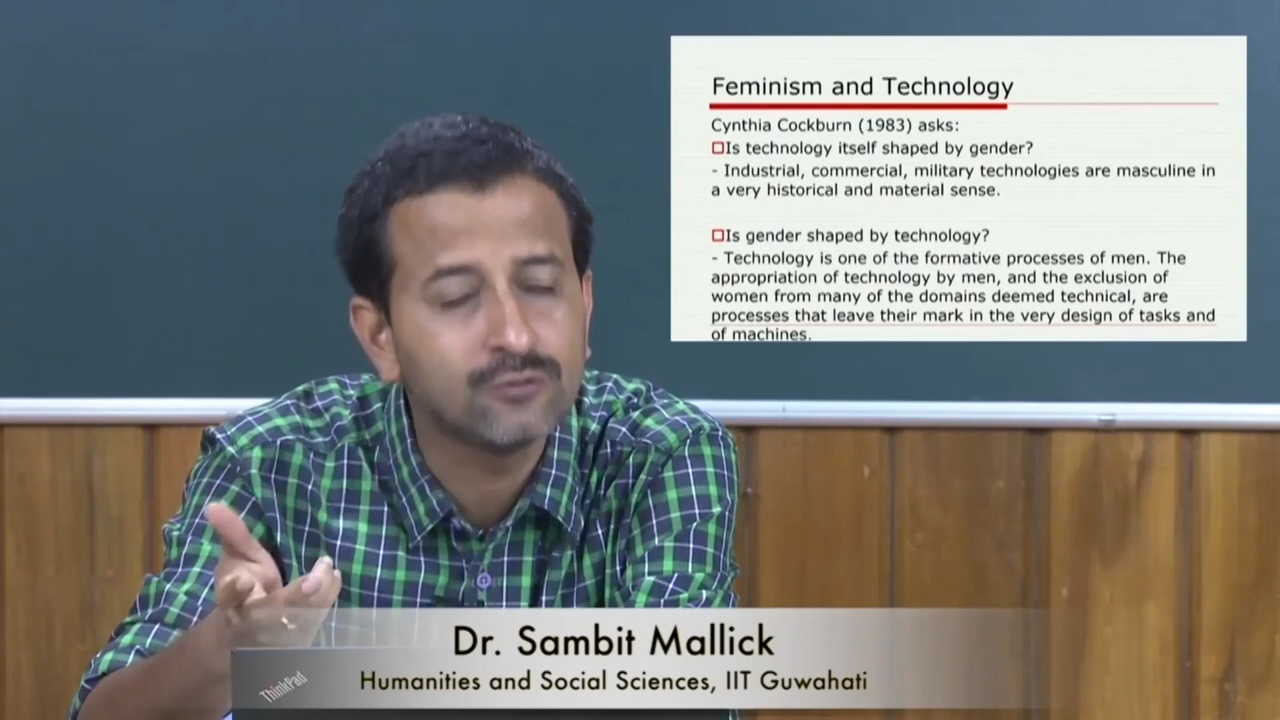 Feminism and Technology
Cynthia Cockburn (1983) asks:
Is technology itself shaped by gender?
- Industrial, commercial, military technologies are masculine in
a very historical and material sense.
Is gender shaped by technology?
- Technology is one of the formative processes of men. The
appropriation of technology by men, and the exclusion of
women from many of the domains deemed technical, are
processes that leave their mark in the very design of tasks and
of machines.
Dr. Sambit Mallick
Humanities and Social Sciences, IIT Guwahati
ThinkPad